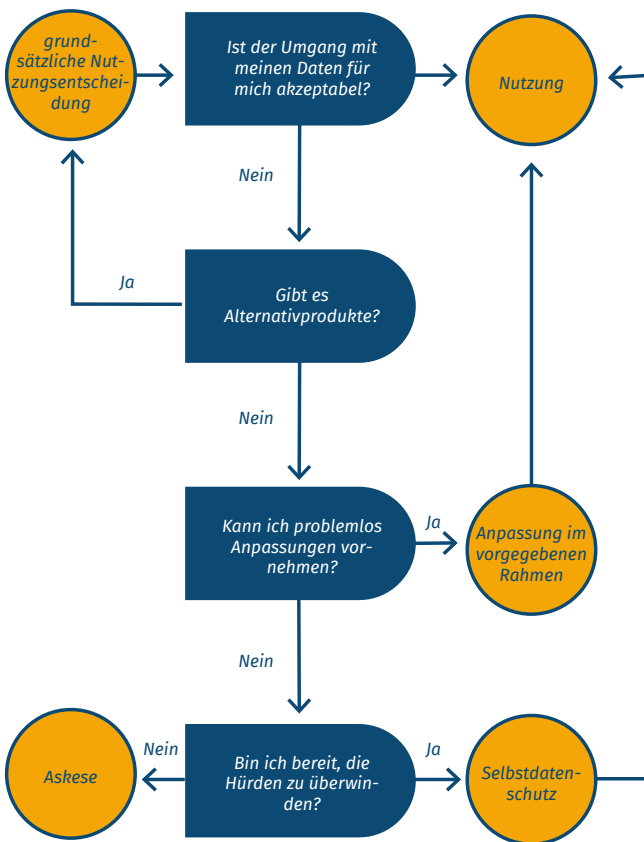 grund-
sätzliche Nut-
zungsentschei-
dung
Ist der Umgang mit
meinen Daten für
mich akzeptabel?
Nutzung
Nein
Ja
Gibt es
Alternativprodukte?
Nein
Kann ich problemlos
Anpassungen vor-
nehmen?
Ja
Anpassung im
vorgegebenen
Rahmen
Nein
Askese
Nein
Bin ich bereit, die
Hürden zu überwin-
den?
Ja
Selbstdaten-
schutz